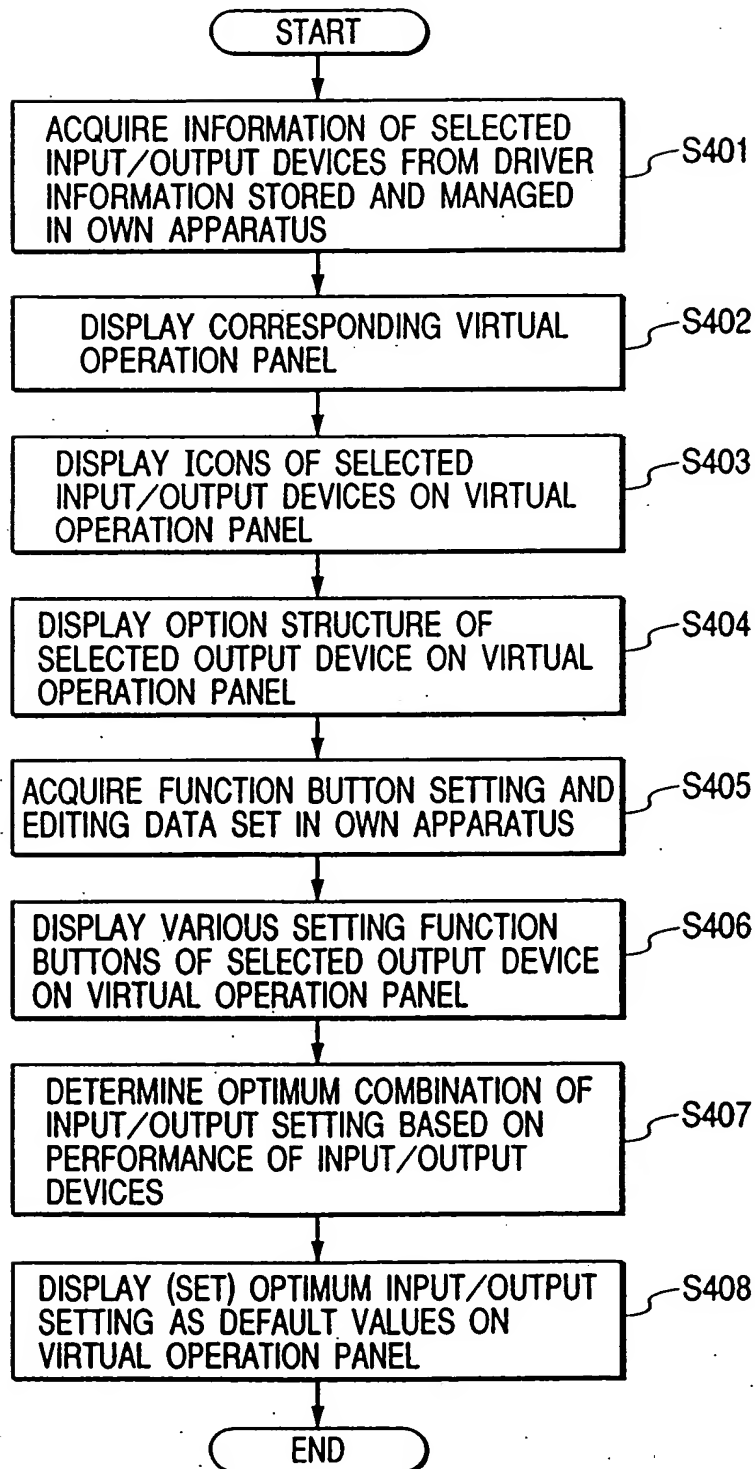 START
ACQUIRE INFORMATION OF SELECTED
INPUT/OUTPUT DEVICES FROM DRIVER
INFORMATION STORED AND MANAGED
IN OWN APPARATUS
S401
DISPLAY CORRESPONDING VIRTUAL
OPERATION PANEL
S402
DISPLAY ICONS OF SELECTED
INPUT/OUTPUT DEVICES ON VIRTUAL
OPERATION PANEL
S403
DISPLAY OPTION STRUCTURE OF
SELECTED OUTPUT DEVICE ON VIRTUAL
OPERATION PANEL
S404
ACQUIRE FUNCTION BUTTON SETTING AND
EDITING DATA SET IN OWN APPARATUS
S405
DISPLAY VARIOUS SETTING FUNCTION
BUTTONS OF SELECTED OUTPUT DEVICE
ON VIRTUAL OPERATION PANEL
S406
DETERMINE OPTIMUM COMBINATION OF
INPUT/OUTPUT SETTING BASED ON
PERFORMANCE OF INPUT/OUTPUT
DEVICES
S407
DISPLAY (SET) OPTIMUM INPUT/OUTPUT
SETTING AS DEFAULT VALUES ON
VIRTUAL OPERATION PANEL
S408
END